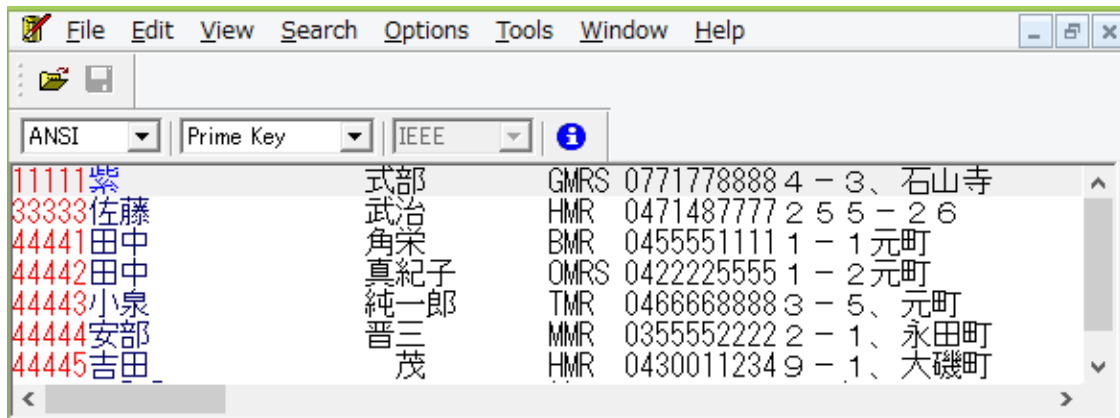 File Edit View Search Options Tools Window Help
ANSI Prime Key IEEE
11111紫 式部 GMRS 0771778888４－３、石山寺
33333佐藤 武治 HMR 0471487777２５５－２６
44441田中 角栄 BMR 0455551111１－１元町
44442田中 真紀子 OMRS 0422225555１－２元町
44443小泉 純一郎 TMR 0466668888３－５、元町
44444安部 晋三 MMR 0355552222２－１、永田町
44445吉田 茂 HMR 0430011234９－１、大磯町